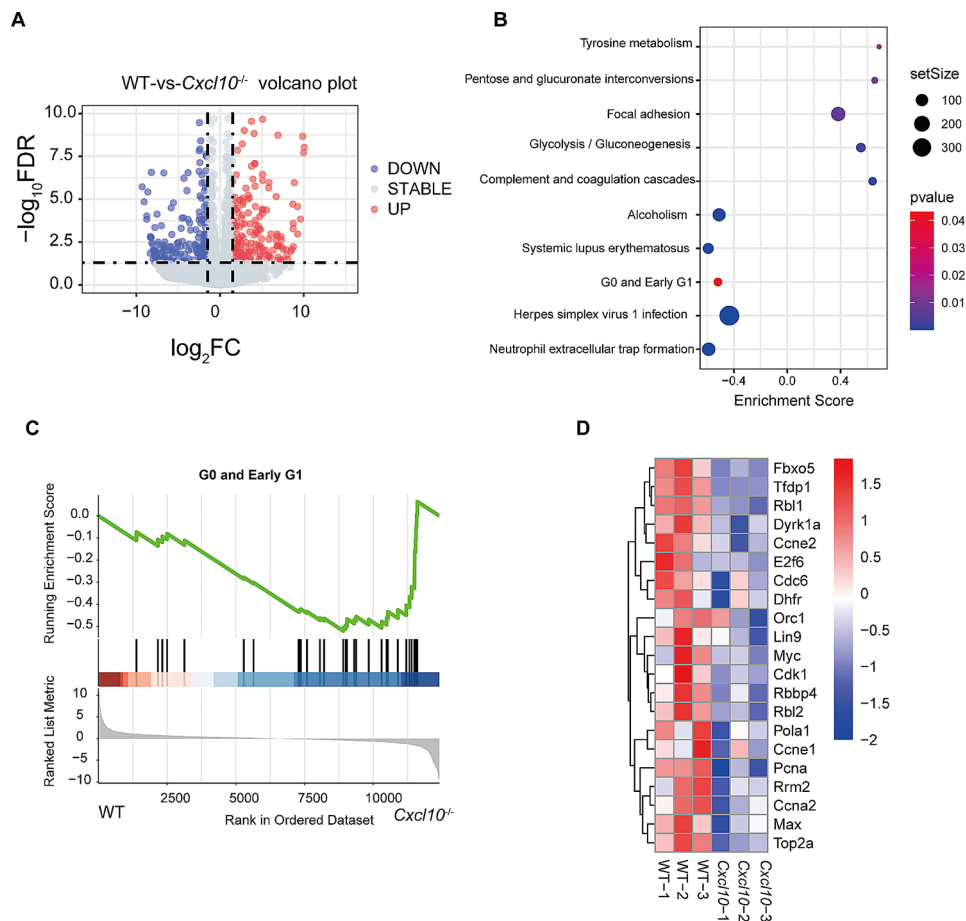 A
WT-vs-Cxcl10-/- volcano plot
10.0
7.5
5.0
2.5
0.0
−log10FDR
−10
0
10
log2FC
DOWN
STABLE
UP
B
Tyrosine metabolism
Pentose and glucuronate interconversions
Focal adhesion
Glycolysis / Gluconeogenesis
Complement and coagulation cascades
Alcoholism
Systemic lupus erythematosus
G0 and Early G1
Herpes simplex virus 1 infection
Neutrophil extracellular trap formation
−0.4
0.0
0.4
Enrichment Score
setSize
100
200
300
pvalue
0.04
0.03
0.02
0.01
C
G0 and Early G1
Running Enrichment Score
0.0
−0.1
−0.2
−0.3
−0.4
−0.5
Ranked List Metric
10
5
0
−5
−10
2500
5000
7500
10000
WT
Rank in Ordered Dataset
Cxcl10-/-
D
Fbxo5
Tfdp1
Rbl1
Dyrk1a
Ccne2
E2f6
Cdc6
Dhfr
Orc1
Lin9
Myc
Cdk1
Rbbp4
Rbl2
Pola1
Ccne1
Pcna
Rrm2
Ccna2
Max
Top2a
WT-1
WT-2
WT-3
Cxcl10-1
Cxcl10-2
Cxcl10-3
1.5
1
0.5
0
−0.5
−1
−1.5
−2